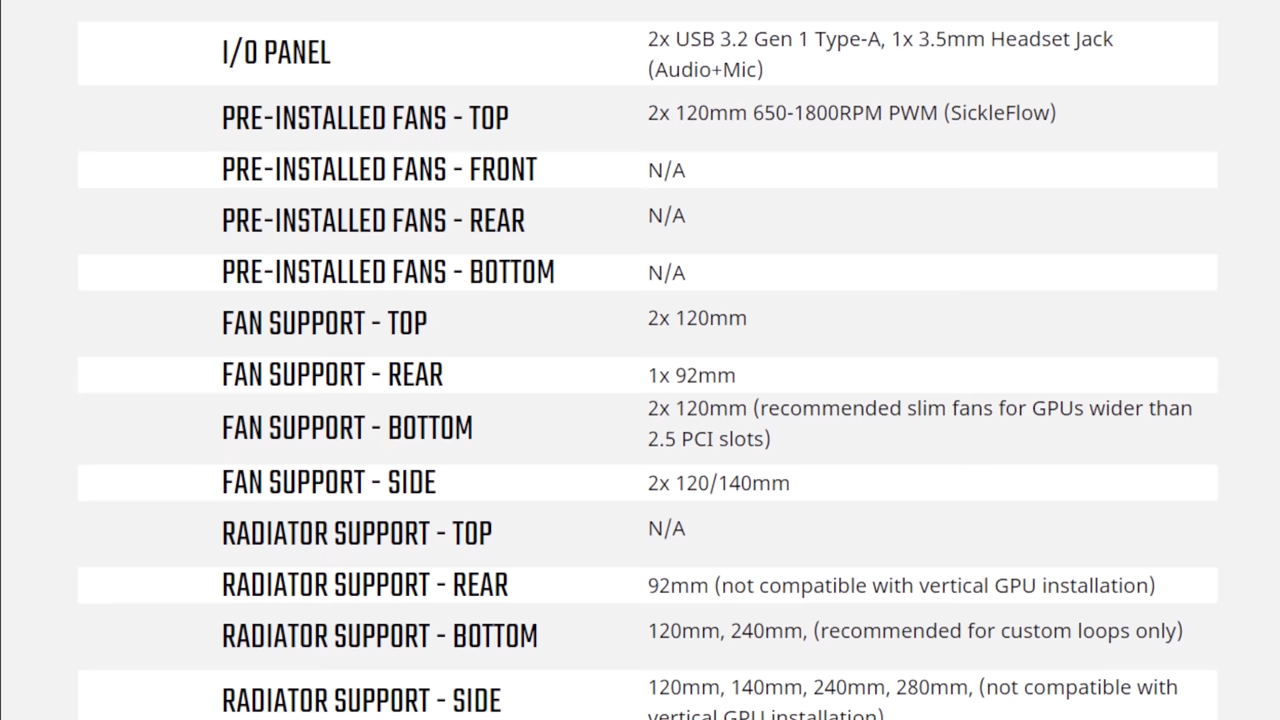 I/O PANEL
2x USB 3.2 Gen 1 Type-A, 1x 3.5mm Headset Jack
(Audio+Mic)
PRE-INSTALLED FANS - TOP
2x 120mm 650-1800RPM PWM (SickleFlow)
PRE-INSTALLED FANS - FRONT
N/A
PRE-INSTALLED FANS - REAR
N/A
PRE-INSTALLED FANS - BOTTOM
N/A
FAN SUPPORT - TOP
2x 120mm
FAN SUPPORT - REAR
1x 92mm
FAN SUPPORT - BOTTOM
2x 120mm (recommended slim fans for GPUs wider than
2.5 PCI slots)
FAN SUPPORT - SIDE
2x 120/140mm
RADIATOR SUPPORT - TOP
N/A
RADIATOR SUPPORT - REAR
92mm (not compatible with vertical GPU installation)
RADIATOR SUPPORT - BOTTOM
120mm, 240mm, (recommended for custom loops only)
RADIATOR SUPPORT - SIDE
120mm, 140mm, 240mm, 280mm, (not compatible with
vertical GPU installation)